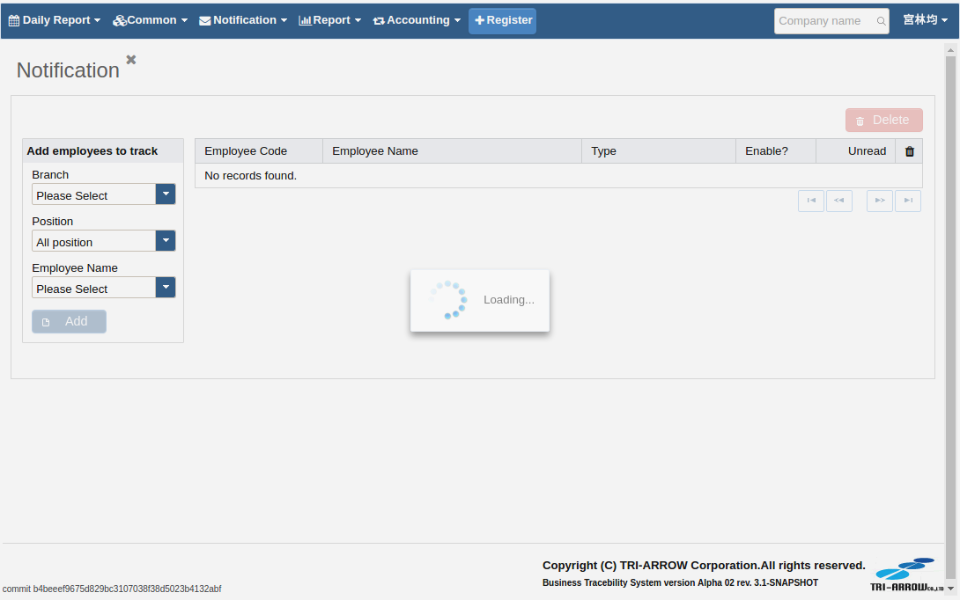 Daily Report Common Notification Report Accounting Register Company name 宮林均
Notification
Delete
Add employees to track
Employee Code Employee Name Type Enable? Unread
No records found.
Branch
Please Select
Position
All position
Employee Name
Please Select
Add
Loading...
Copyright (C) TRI-ARROW Corporation.All rights reserved.
Business Tracebility System version Alpha 02 rev. 3.1-SNAPSHOT
TRI-ARROW CO.,LTD
commit b4beeef9675d829bc3107038f38d5023b4132abf